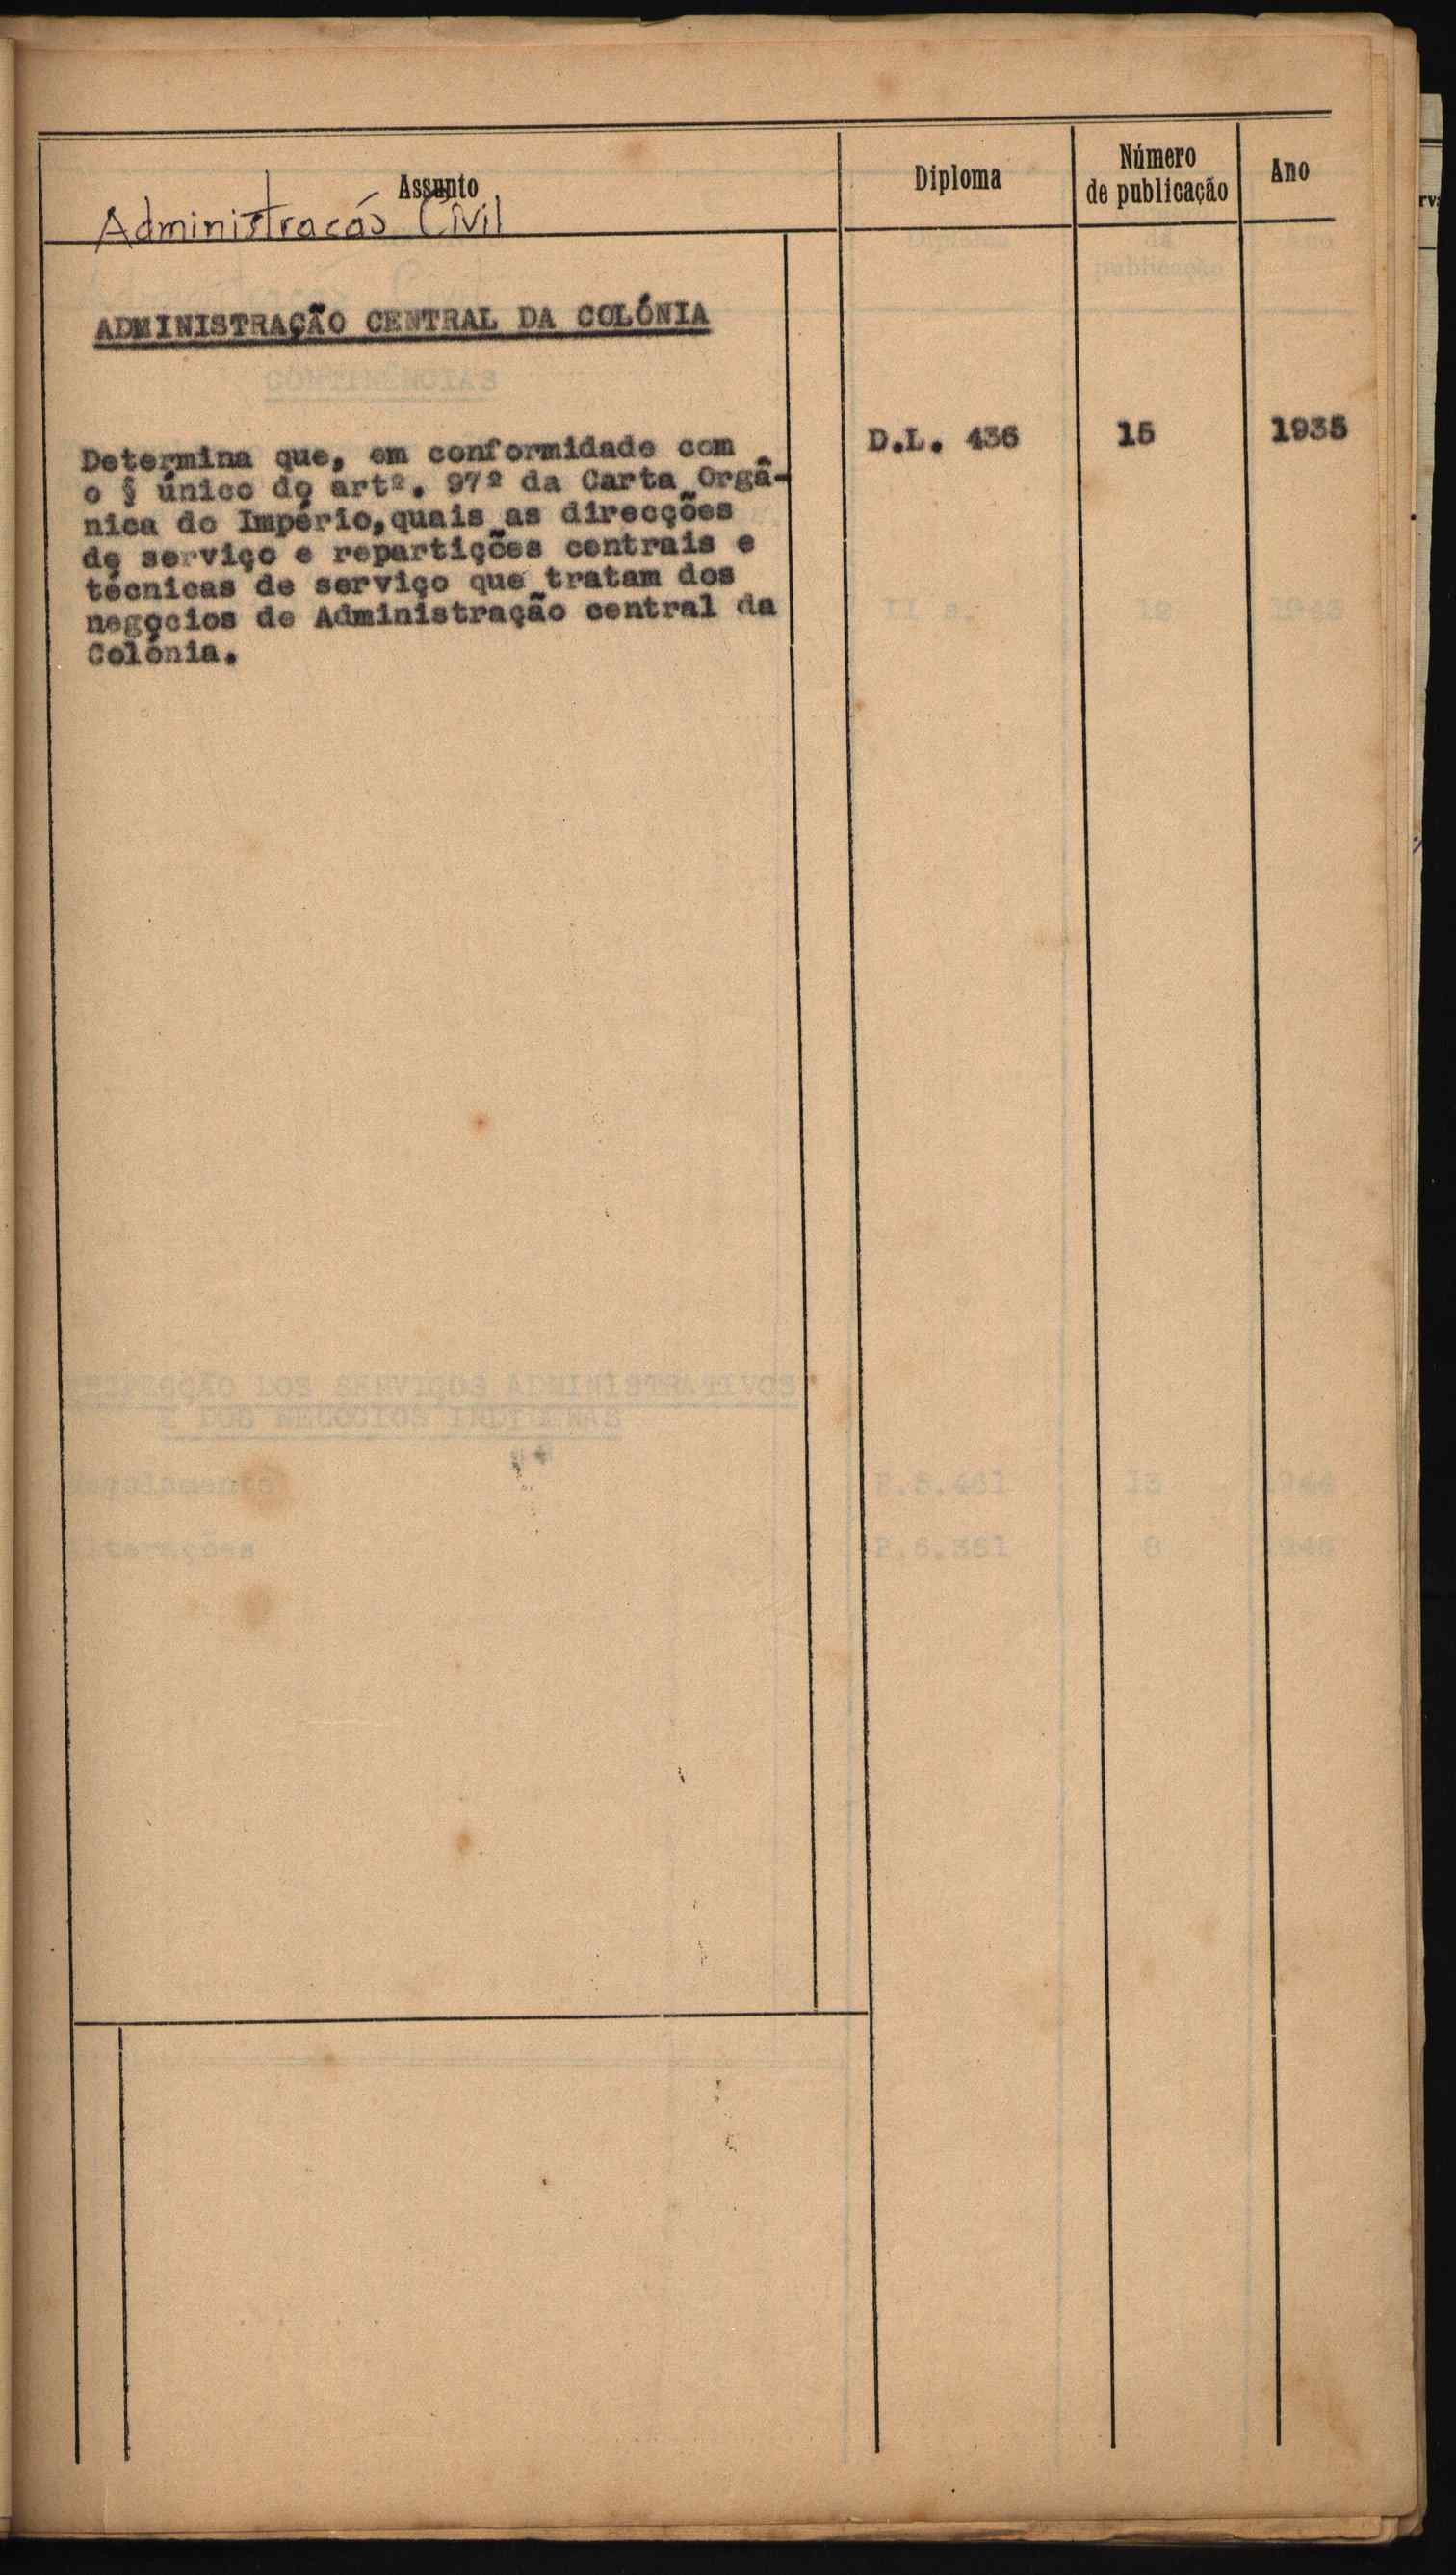 Assunto
Diploma
Número
de publicação
Ano
Administracaó Civil
ADMINISTRAÇÃO CENTRAL DA COLÓNIA
Determina que, em conformidade com D.L. 436 15 1935
o § único do artº. 97º da Carta Orgâ-
nica do Império,quais as direcções
de serviço e repartições centrais e
técnicas de serviço que tratam dos
negócios de Administração central da
Colónia.